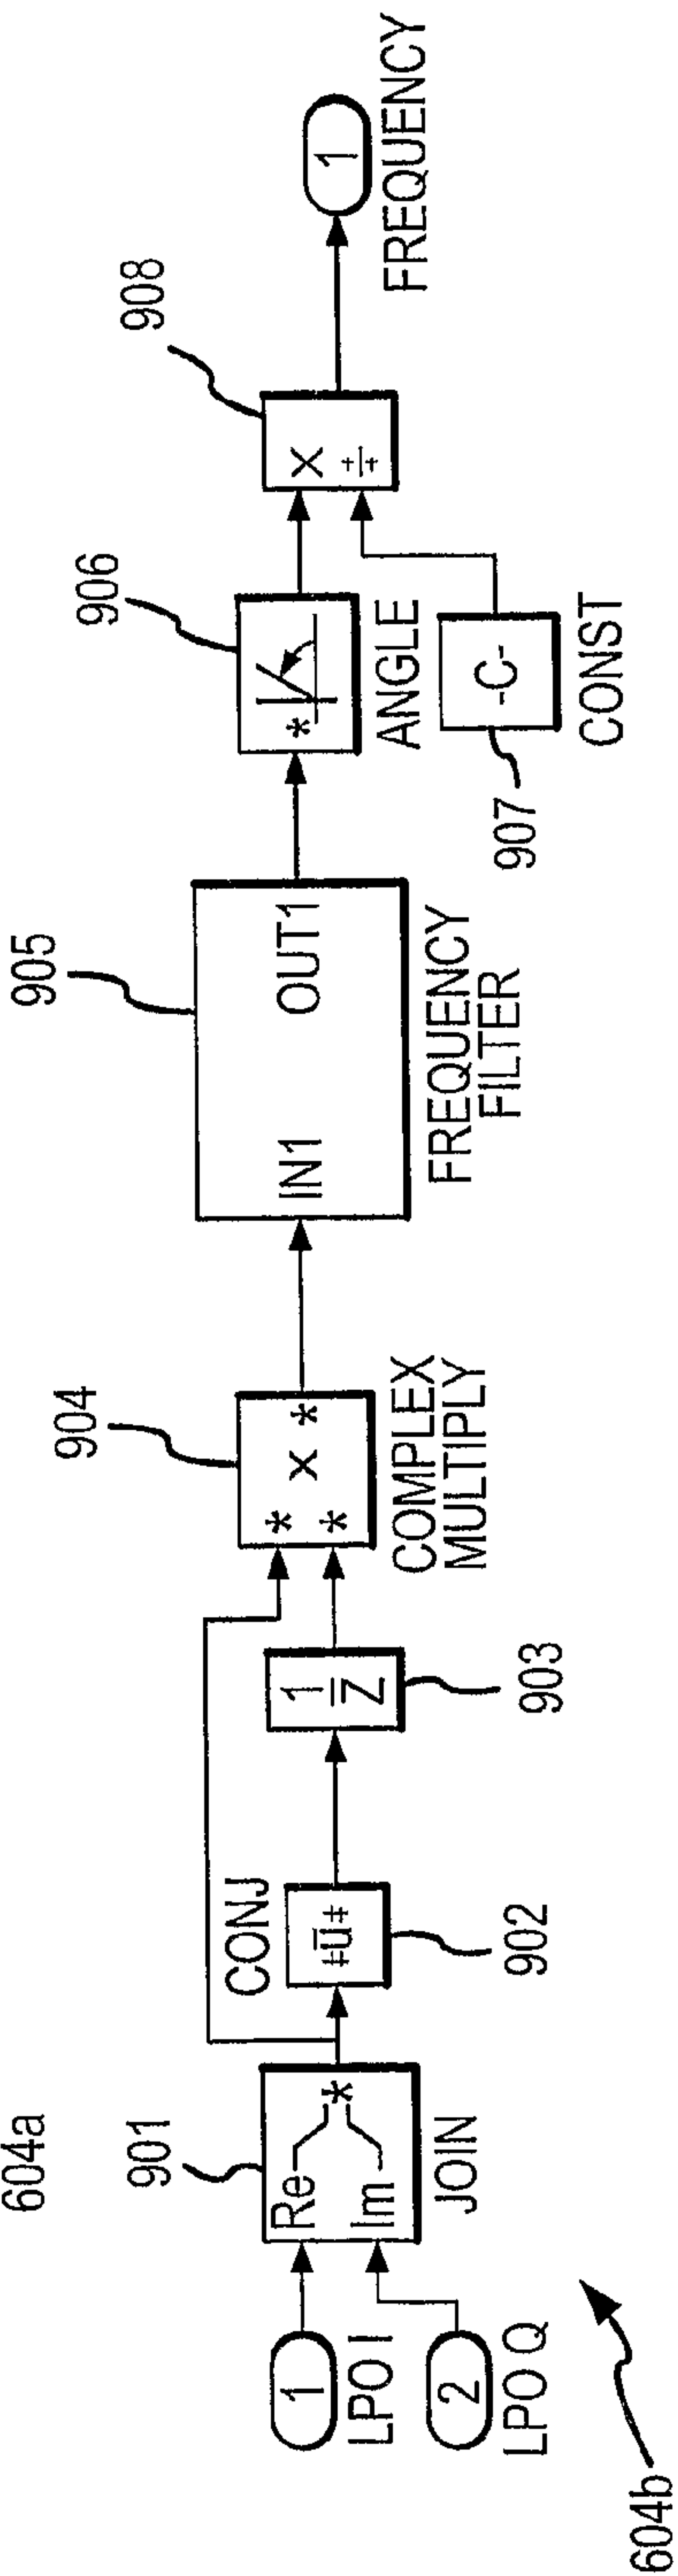 604a
604b
1
LPO I
2
LPO Q
901
Re
Im
*
JOIN
CONJ
‡ū‡
902
1
Z
903
904
*
*
x *
COMPLEX
MULTIPLY
905
IN1
OUT1
FREQUENCY
FILTER
906
*
ANGLE
907
-C-
CONST
908
X
÷
1
FREQUENCY